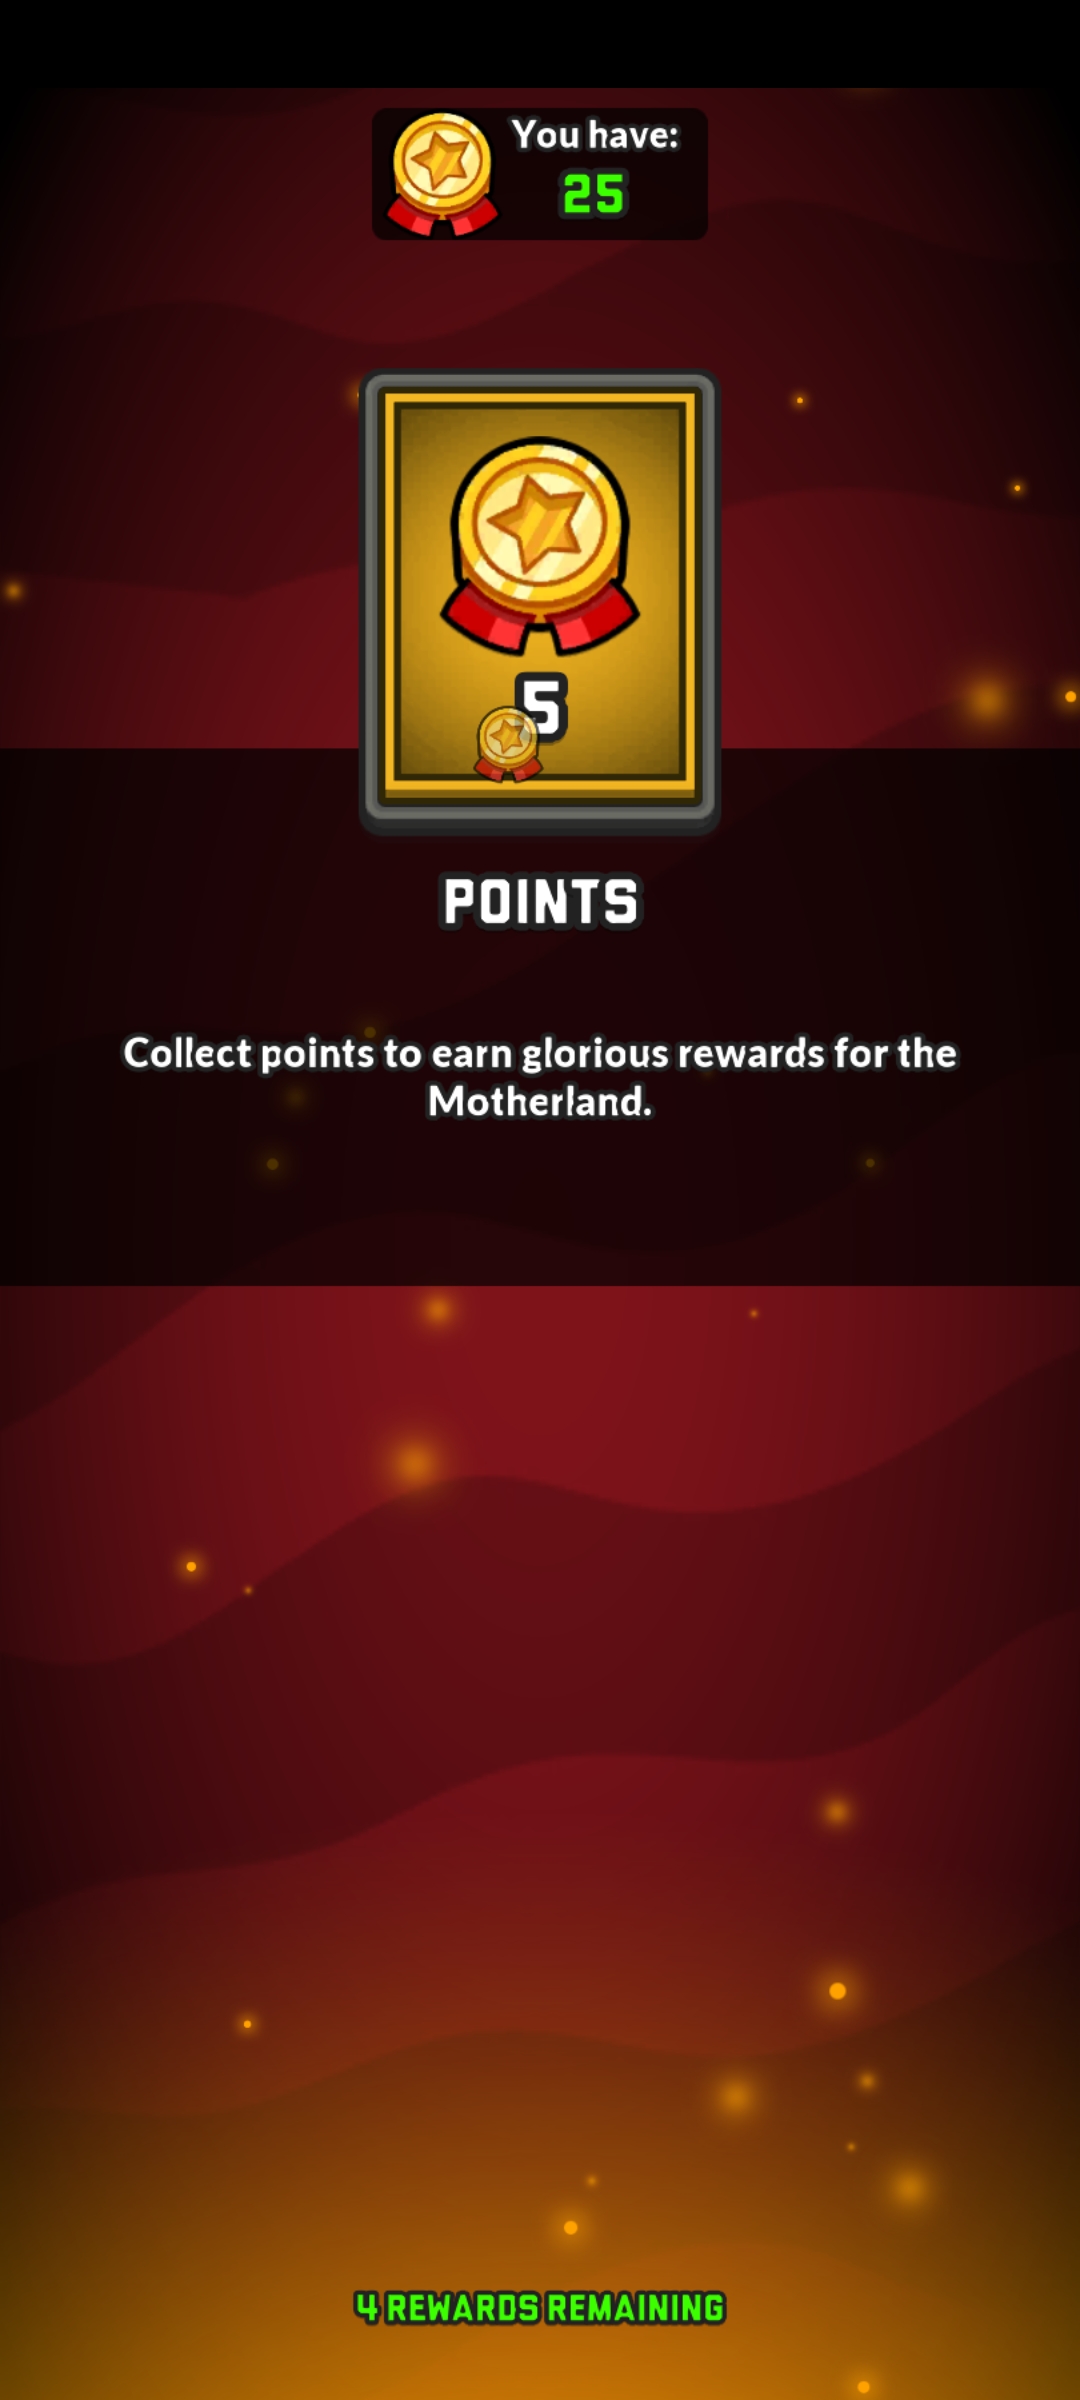 You have:
25
5
POINTS
Collect points to earn glorious rewards for the
Motherland.
4 REWARDS REMAINING